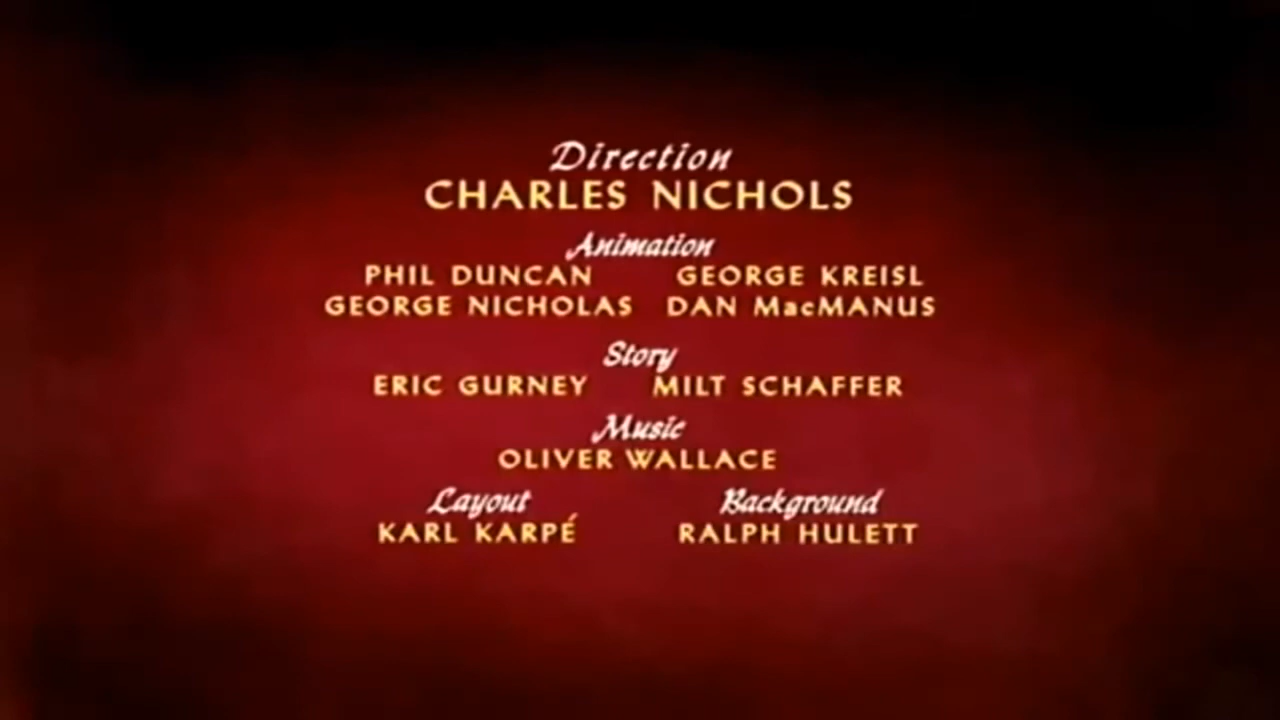 Direction
CHARLES NICHOLS
Animation
PHIL DUNCAN GEORGE KREISL
GEORGE NICHOLAS DAN MacMANUS
Story
ERIC GURNEY MILT SCHAFFER
Music
OLIVER WALLACE
Layout Background
KARL KARPÉ RALPH HULETT